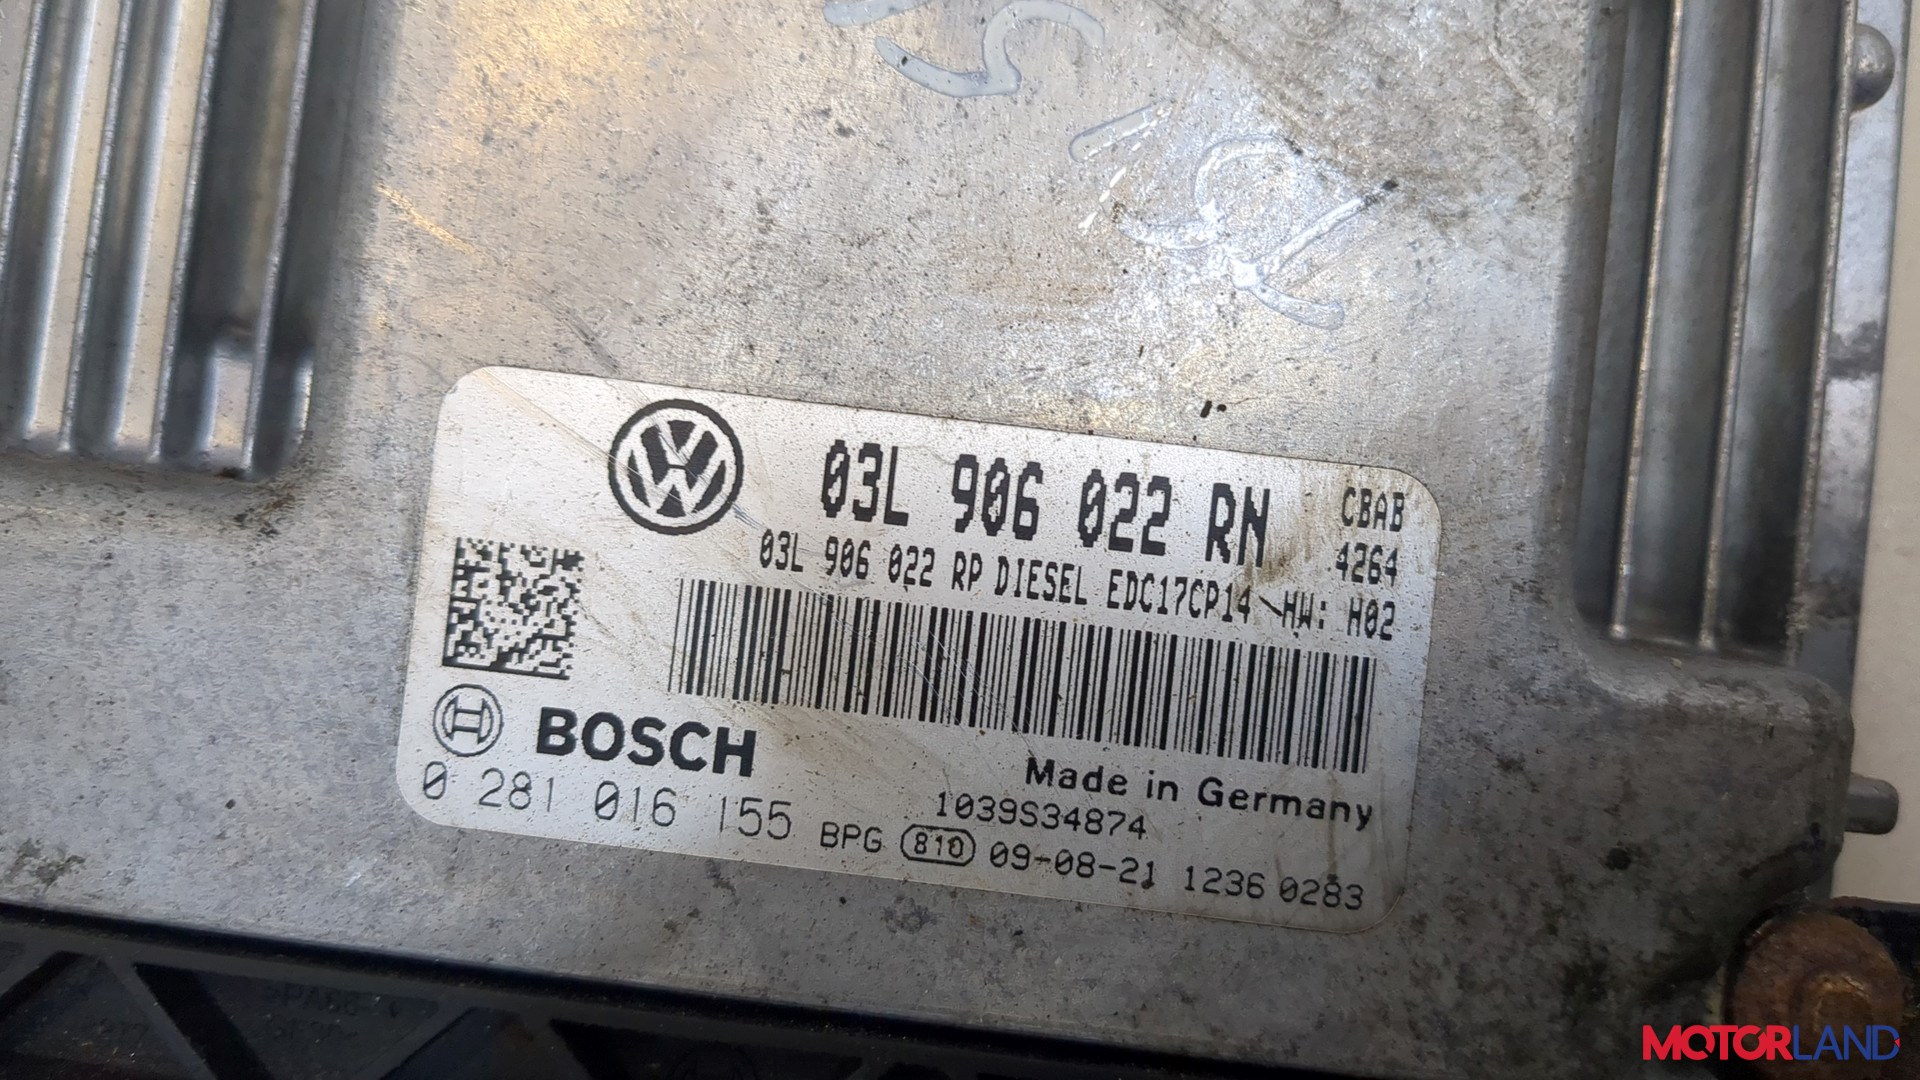 03L 906 022 RN CBAB
4264
03L 906 022 RP DIESEL EDC17CP14 HW: H02
BOSCH
Made in Germany
0 281 016 155
1039S34874
BPG 810 09-08-21 1236 0283
MOTORLAND